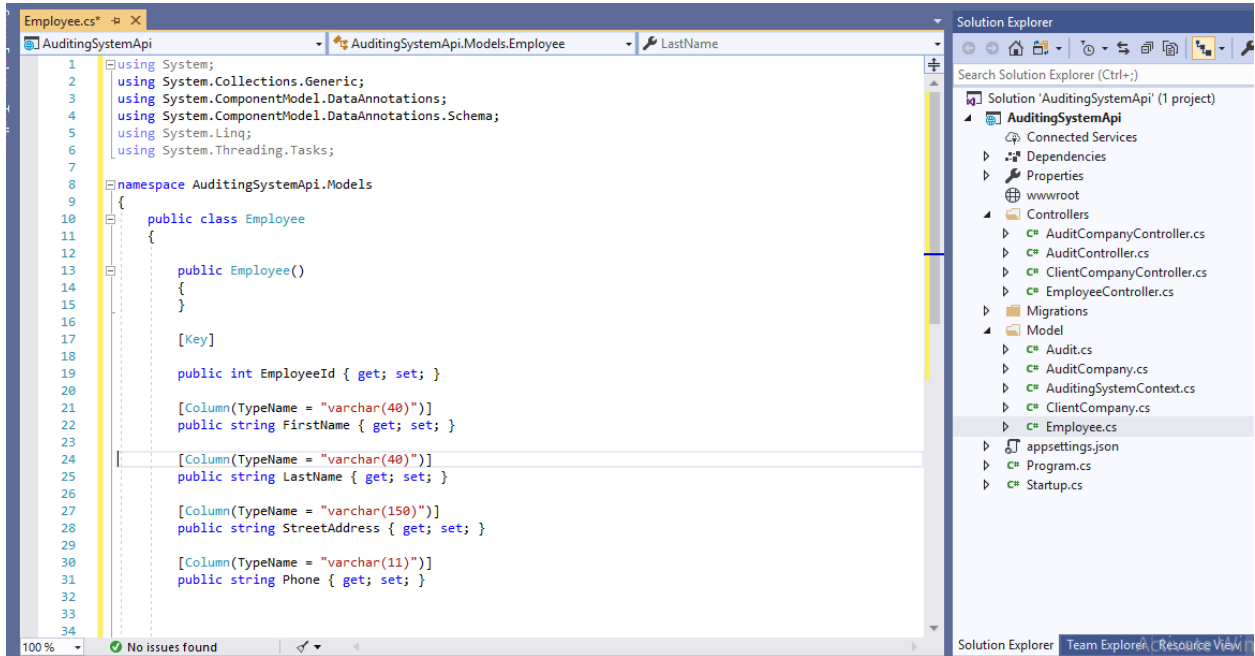 Employee.cs*
AuditingSystemApi
AuditingSystemApi.Models.Employee
LastName
1 using System;
2 using System.Collections.Generic;
3 using System.ComponentModel.DataAnnotations;
4 using System.ComponentModel.DataAnnotations.Schema;
5 using System.Linq;
6 using System.Threading.Tasks;
7
8 namespace AuditingSystemApi.Models
9 {
10 public class Employee
11 {
12
13 public Employee()
14 {
15 }
16
17 [Key]
18
19 public int EmployeeId { get; set; }
20
21 [Column(TypeName = "varchar(40)")]
22 public string FirstName { get; set; }
23
24 [Column(TypeName = "varchar(40)")]
25 public string LastName { get; set; }
26
27 [Column(TypeName = "varchar(150)")]
28 public string StreetAddress { get; set; }
29
30 [Column(TypeName = "varchar(11)")]
31 public string Phone { get; set; }
32
33
34
100 %
No issues found
Solution Explorer
Search Solution Explorer (Ctrl+;)
Solution 'AuditingSystemApi' (1 project)
AuditingSystemApi
Connected Services
Dependencies
Properties
wwwroot
Controllers
C# AuditCompanyController.cs
C# AuditController.cs
C# ClientCompanyController.cs
C# EmployeeController.cs
Migrations
Model
C# Audit.cs
C# AuditCompany.cs
C# AuditingSystemContext.cs
C# ClientCompany.cs
C# Employee.cs
appsettings.json
C# Program.cs
C# Startup.cs
Solution Explorer
Team Explorer
Resource View
Activate Win